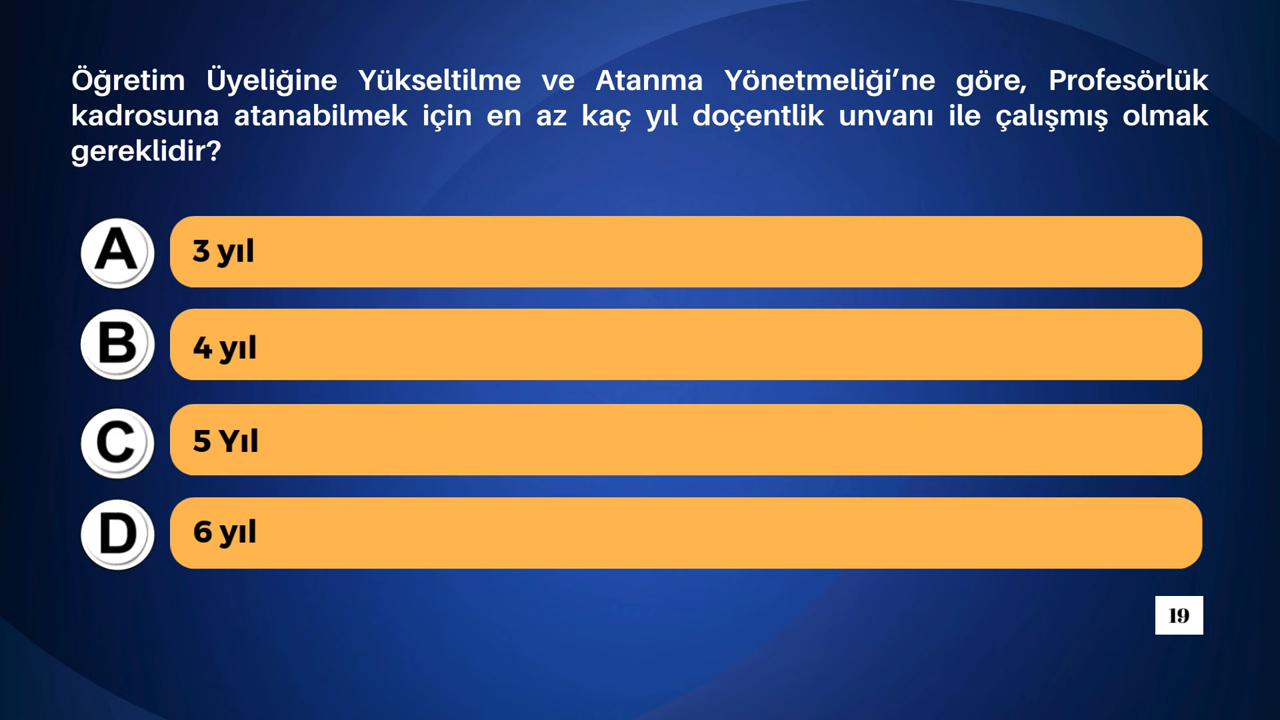 Öğretim Üyeliğine Yükseltilme ve Atanma Yönetmeliği’ne göre, Profesörlük
kadrosuna atanabilmek için en az kaç yıl doçentlik unvanı ile çalışmış olmak
gereklidir?
A 3 yıl
B 4 yıl
C 5 Yıl
D 6 yıl
19